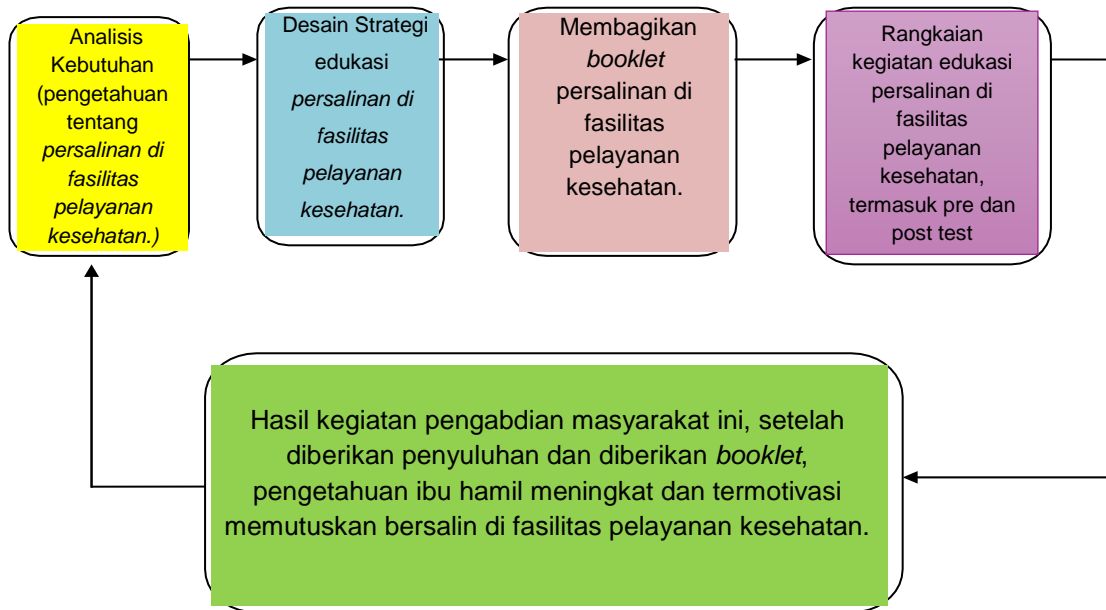 Analisis
Kebutuhan
(pengetahuan
tentang
persalinan di
fasilitas
pelayanan
kesehatan.)
Desain Strategi
edukasi
persalinan di
fasilitas
pelayanan
kesehatan.
Membagikan
booklet
persalinan di
fasilitas
pelayanan
kesehatan.
Rangkaian
kegiatan edukasi
persalinan di
fasilitas
pelayanan
kesehatan,
termasuk pre dan
post test
Hasil kegiatan pengabdian masyarakat ini, setelah
diberikan penyuluhan dan diberikan booklet,
pengetahuan ibu hamil meningkat dan termotivasi
memutuskan bersalin di fasilitas pelayanan kesehatan.